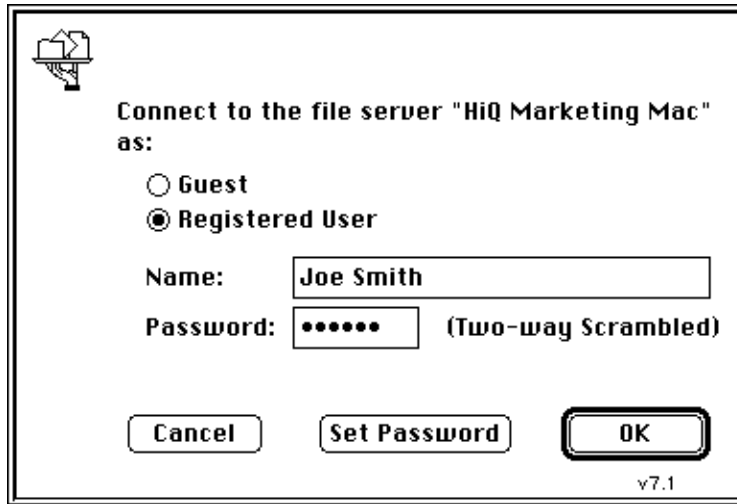 Connect to the file server "HiQ Marketing Mac"
as:
Guest
Registered User
Name: Joe Smith
Password: •••••• (Two-way Scrambled)
Cancel Set Password OK
v7.1